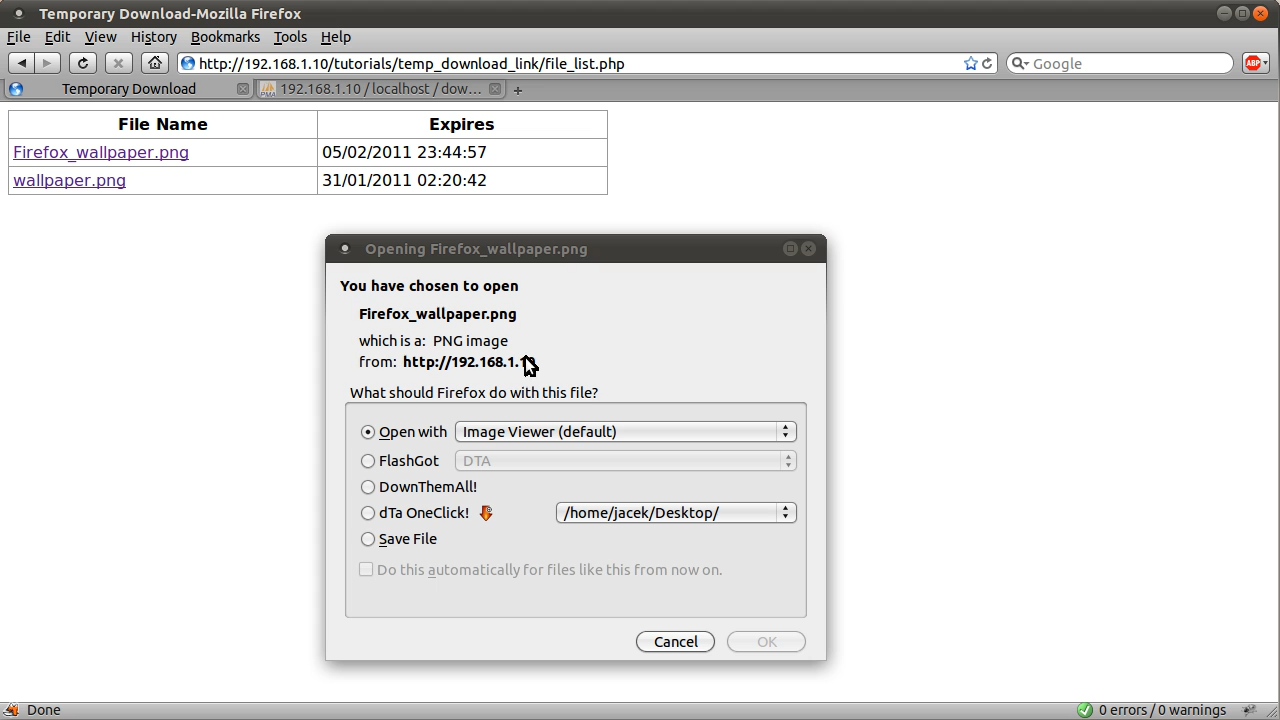 Temporary Download-Mozilla Firefox
File Edit View History Bookmarks Tools Help
http://192.168.1.10/tutorials/temp_download_link/file_list.php Google ABP
Temporary Download PMA 192.168.1.10 / localhost / dow... +
File Name Expires
Firefox_wallpaper.png 05/02/2011 23:44:57
wallpaper.png 31/01/2011 02:20:42
Opening Firefox_wallpaper.png
You have chosen to open
Firefox_wallpaper.png
which is a: PNG image
from: http://192.168.1.10
What should Firefox do with this file?
Open with Image Viewer (default)
FlashGot DTA
DownThemAll!
dTa OneClick! /home/jacek/Desktop/
Save File
Do this automatically for files like this from now on.
Cancel OK
Done 0 errors / 0 warnings